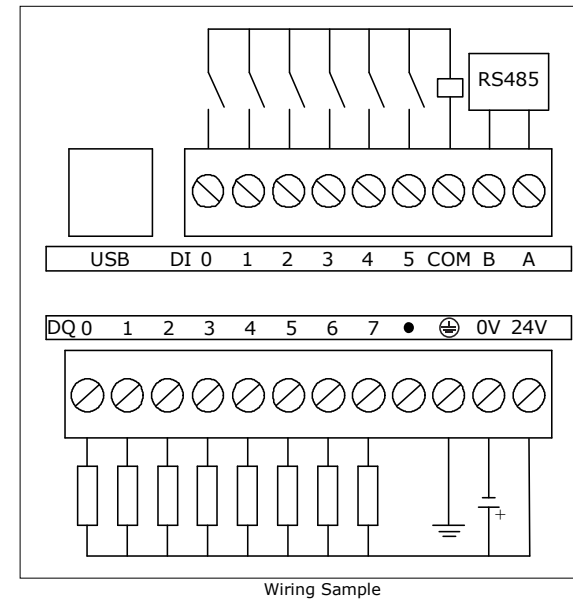 RS485
USB DI 0 1 2 3 4 5 COM B A
DQ 0 1 2 3 4 5 6 7 ● ⏚ 0V 24V
+
Wiring Sample